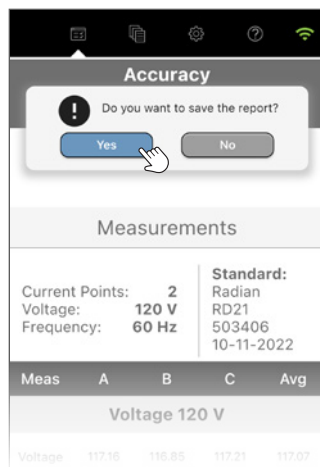 Accuracy
Do you want to save the report?
Yes No
Measurements
Current Points: 2
Voltage: 120 V
Frequency: 60 Hz
Standard:
Radian
RD21
503406
10-11-2022
Meas A B C Avg
Voltage 120 V
Voltage 117.16 116.85 117.21 117.07